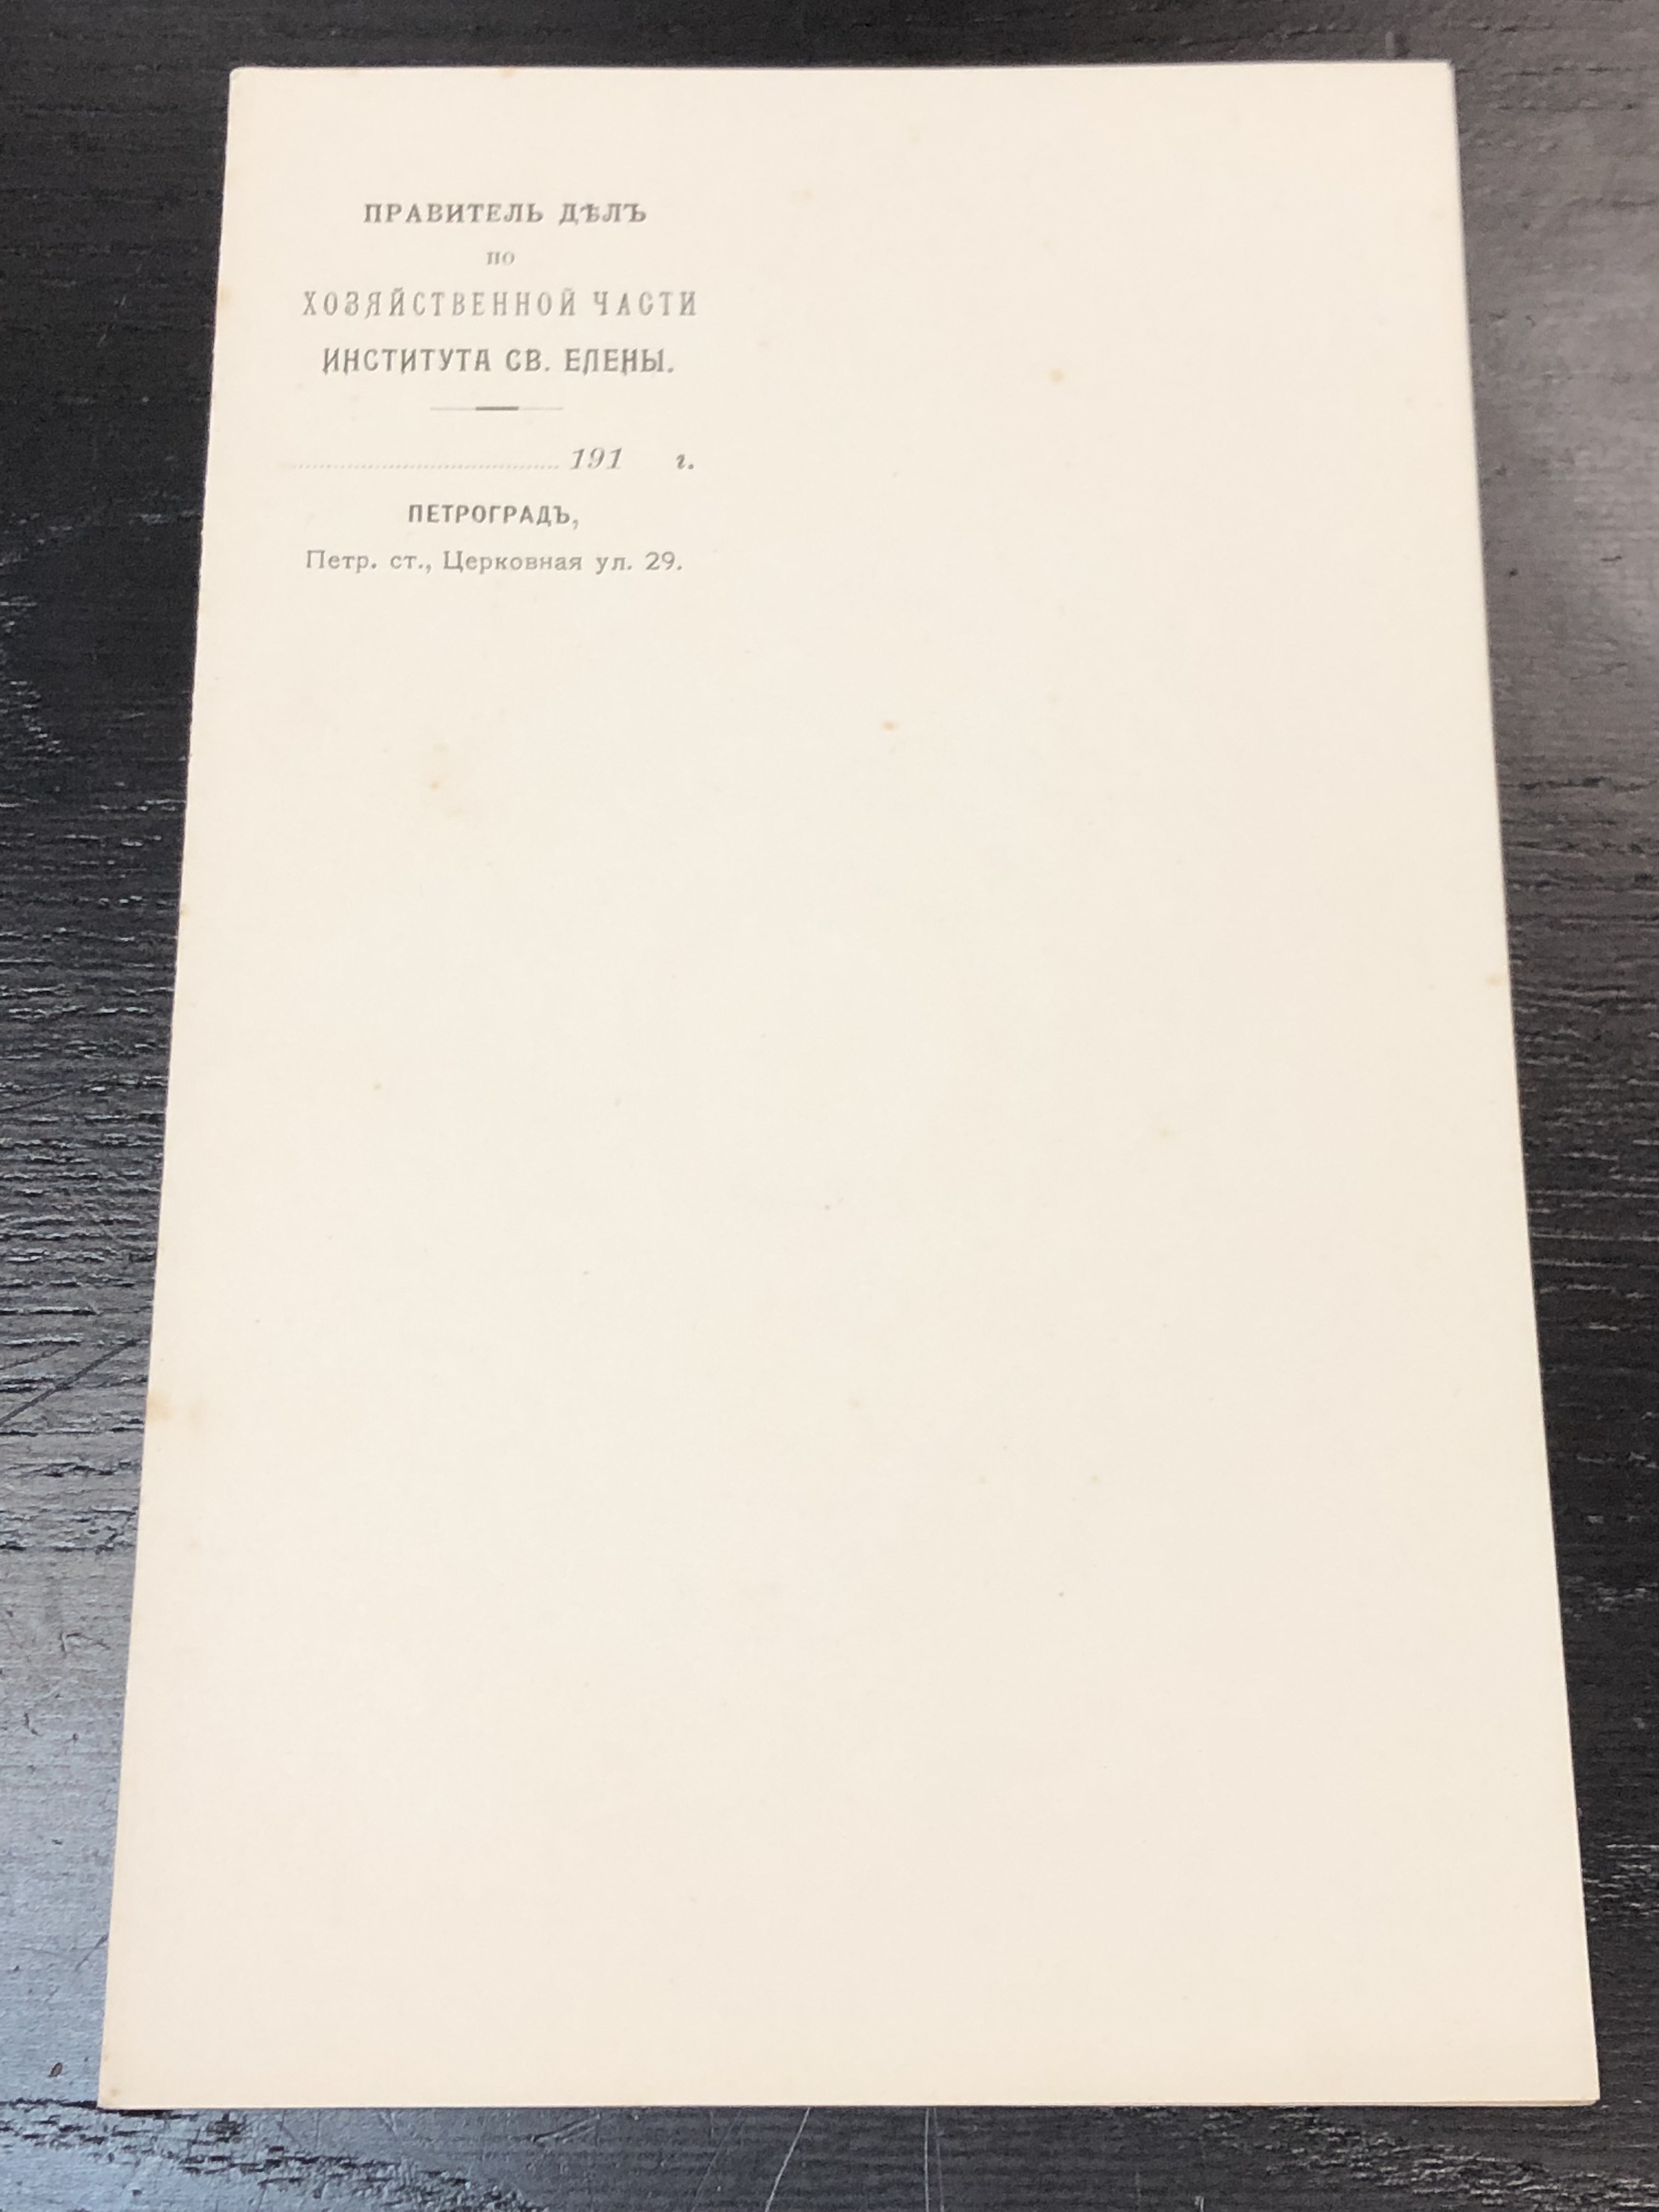 ПРАВИТЕЛЬ ДѢЛЪ
ПО
ХОЗЯЙСТВЕННОЙ ЧАСТИ
ИНСТИТУТА СВ. ЕЛЕНЫ.
191 г.
ПЕТРОГРАДЪ,
Петр. ст., Церковная ул. 29.